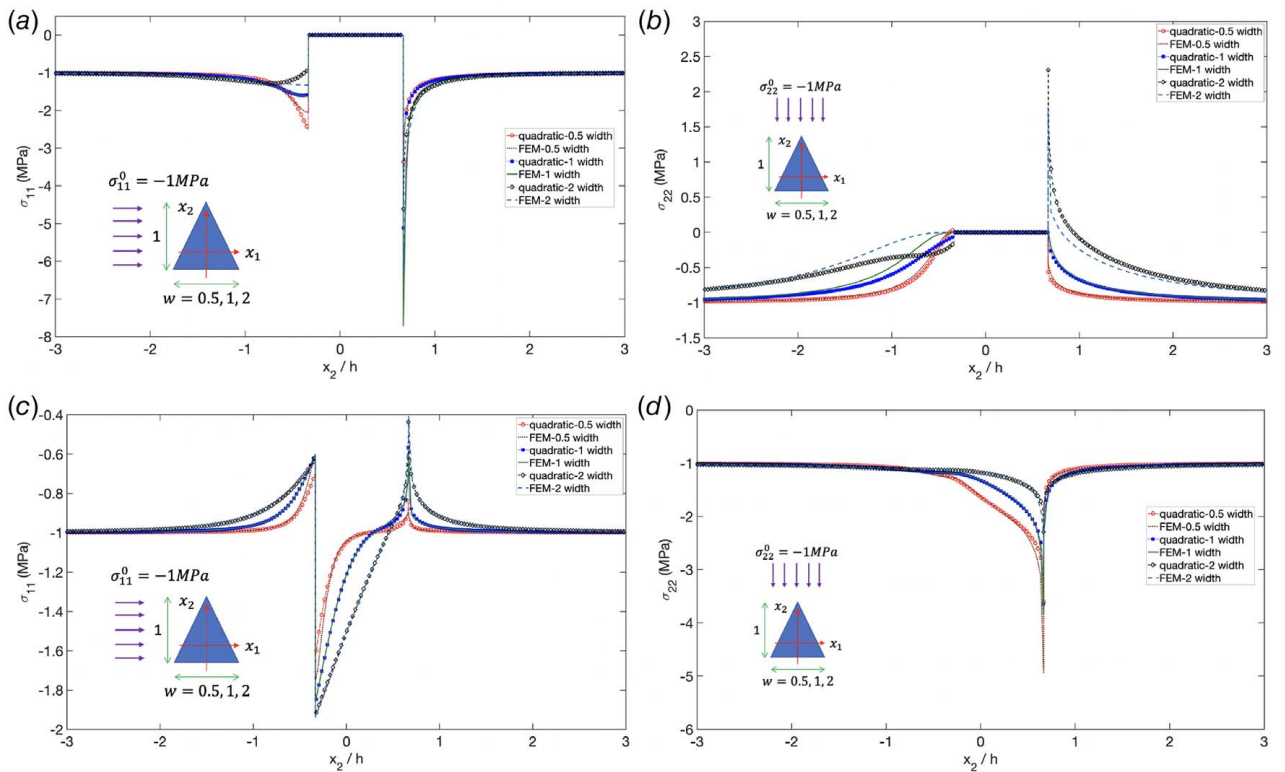 (a)
0
-1
-2
-3
-4
-5
-6
-7
-8
σ₁₁ (MPa)
-3 -2 -1 0 1 2 3
x₂ / h
quadratic-0.5 width
FEM-0.5 width
quadratic-1 width
FEM-1 width
quadratic-2 width
FEM-2 width
σ⁰₁₁ = −1MPa
x₂
1
x₁
w = 0.5, 1, 2
(b)
3
2.5
2
1.5
1
0.5
0
-0.5
-1
-1.5
σ₂₂ (MPa)
-3 -2 -1 0 1 2 3
x₂ / h
quadratic-0.5 width
FEM-0.5 width
quadratic-1 width
FEM-1 width
quadratic-2 width
FEM-2 width
σ⁰₂₂ = −1MPa
x₂
1
x₁
w = 0.5, 1, 2
(c)
-0.4
-0.6
-0.8
-1
-1.2
-1.4
-1.6
-1.8
-2
σ₁₁ (MPa)
-3 -2 -1 0 1 2 3
x₂ / h
quadratic-0.5 width
FEM-0.5 width
quadratic-1 width
FEM-1 width
quadratic-2 width
FEM-2 width
σ⁰₁₁ = −1MPa
x₂
1
x₁
w = 0.5, 1, 2
(d)
0
-1
-2
-3
-4
-5
-6
σ₂₂ (MPa)
-3 -2 -1 0 1 2 3
x₂ / h
quadratic-0.5 width
FEM-0.5 width
quadratic-1 width
FEM-1 width
quadratic-2 width
FEM-2 width
σ⁰₂₂ = −1MPa
x₂
1
x₁
w = 0.5, 1, 2